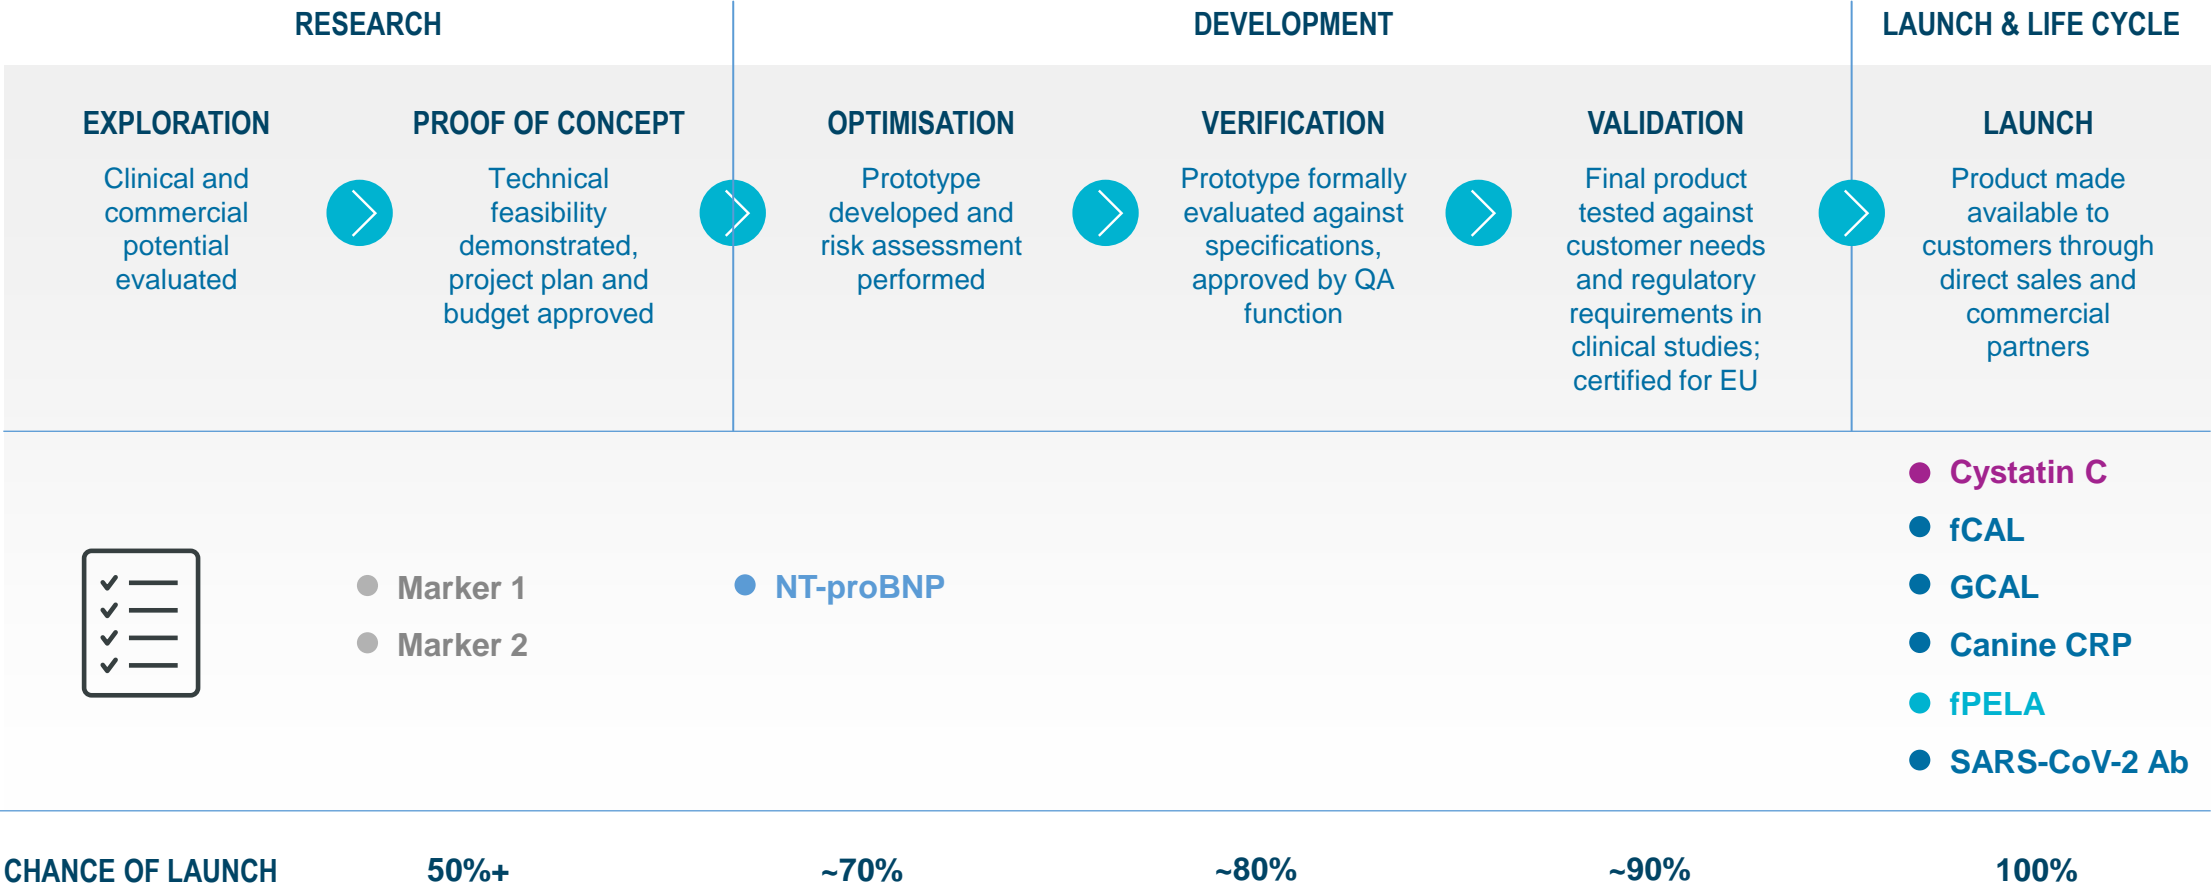 RESEARCH
DEVELOPMENT
LAUNCH & LIFE CYCLE
EXPLORATION
Clinical and
commercial
potential
evaluated
PROOF OF CONCEPT
Technical
feasibility
demonstrated,
project plan and
budget approved
OPTIMISATION
Prototype
developed and
risk assessment
performed
VERIFICATION
Prototype formally
evaluated against
specifications,
approved by QA
function
VALIDATION
Final product
tested against
customer needs
and regulatory
requirements in
clinical studies;
certified for EU
LAUNCH
Product made
available to
customers through
direct sales and
commercial
partners
Marker 1
Marker 2
NT-proBNP
Cystatin C
fCAL
GCAL
Canine CRP
fPELA
SARS-CoV-2 Ab
CHANCE OF LAUNCH
50%+
~70%
~80%
~90%
100%